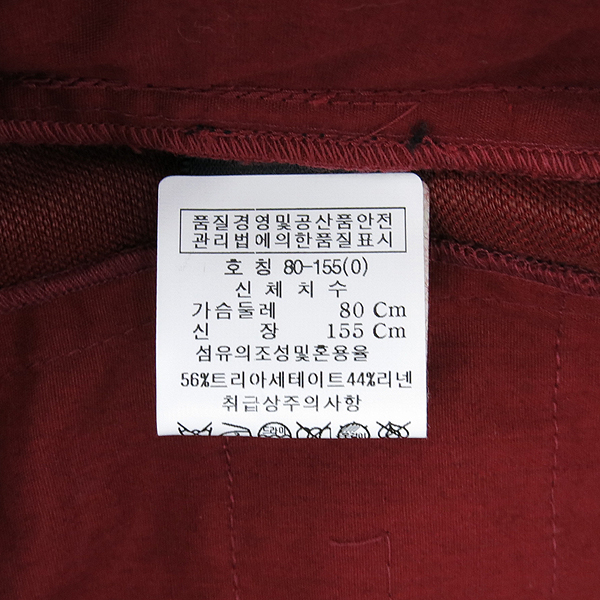 품질경영및공산품안전
관리법에의한품질표시
호 칭 80-155(0)
신 체 치 수
가슴둘레 80 Cm
신 장 155 Cm
섬유의조성및혼용율
56%트리아세테이트44%리넨
취급상주의사항
드라이